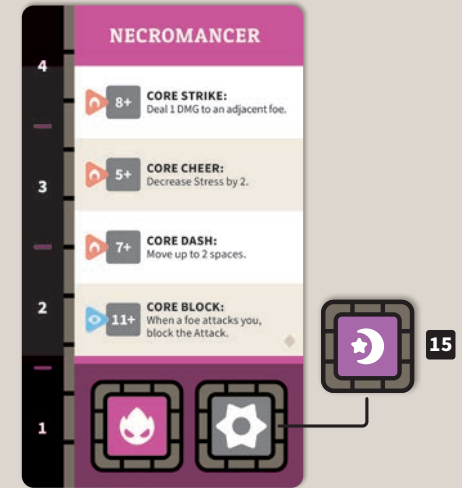 NECROMANCER
4
8+
CORE STRIKE:
Deal 1 DMG to an adjacent foe.
5+
CORE CHEER:
Decrease Stress by 2.
3
7+
CORE DASH:
Move up to 2 spaces.
2
11+
CORE BLOCK:
When a foe attacks you,
block the Attack.
15
1